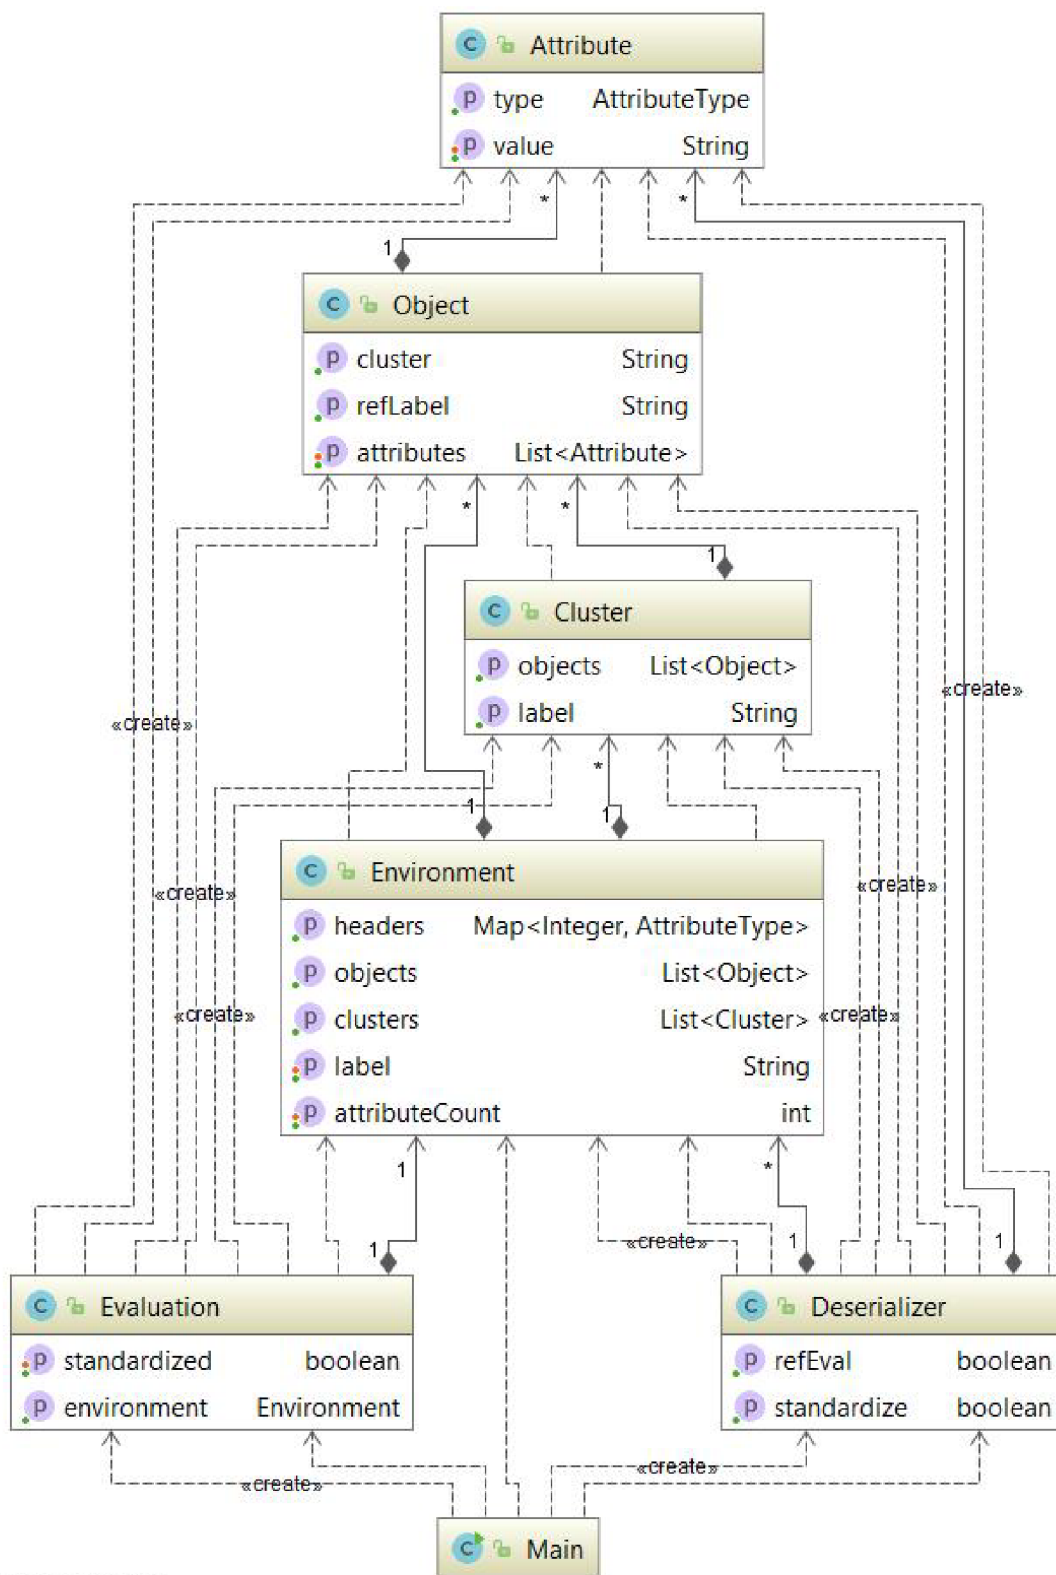 Attribute
type AttributeType
value String
* *
1
Object
cluster String
refLabel String
attributes List<Attribute>
* *
1
Cluster
objects List<Object>
«create»
label String
«create»
*
1 1
Environment
«create» «create»
headers Map<Integer, AttributeType>
objects List<Object>
«create» clusters List<Cluster> «create»
label String
attributeCount int
1 *
1 «create» 1 1
Evaluation Deserializer
standardized boolean refEval boolean
environment Environment standardize boolean
«create»
«create»
Main